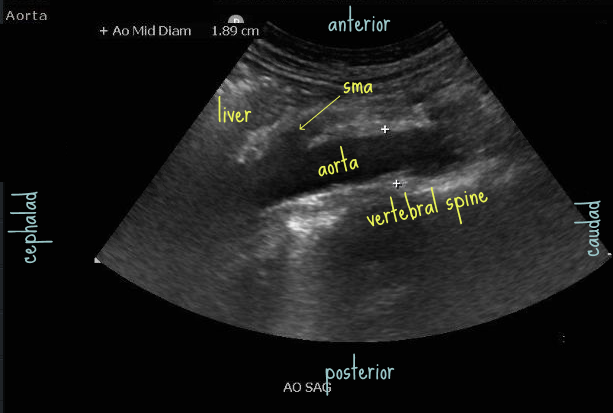 Aorta
anterior
+ Ao Mid Diam 1.89 cm
sma
liver
aorta
cephalad
vertebral spine
caudad
posterior
AO SAG